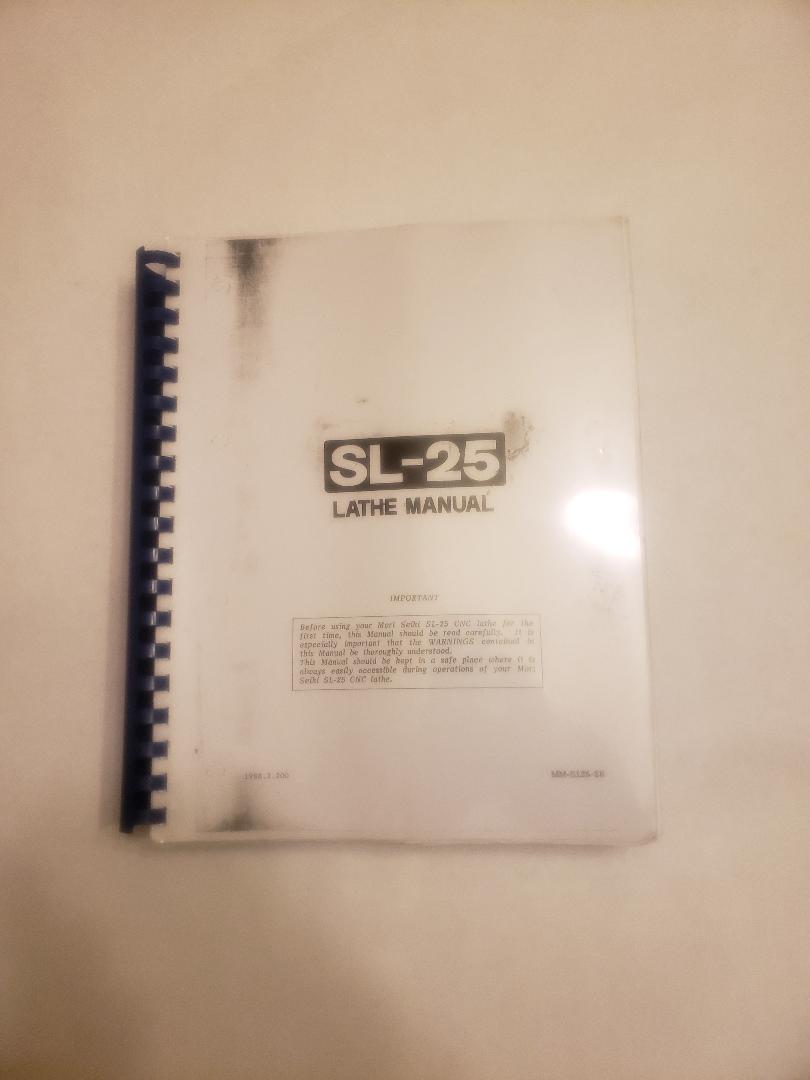 SL-25
LATHE MANUAL
IMPORTANT
Before using your Mori Seiki SL-25 CNC lathe for the
first time, this Manual should be read carefully. It is
especially important that the WARNINGS contained in
this Manual be thoroughly understood.
This Manual should be kept in a safe place where it is
always easily accessible during operations of your Mori
Seiki SL-25 CNC lathe.